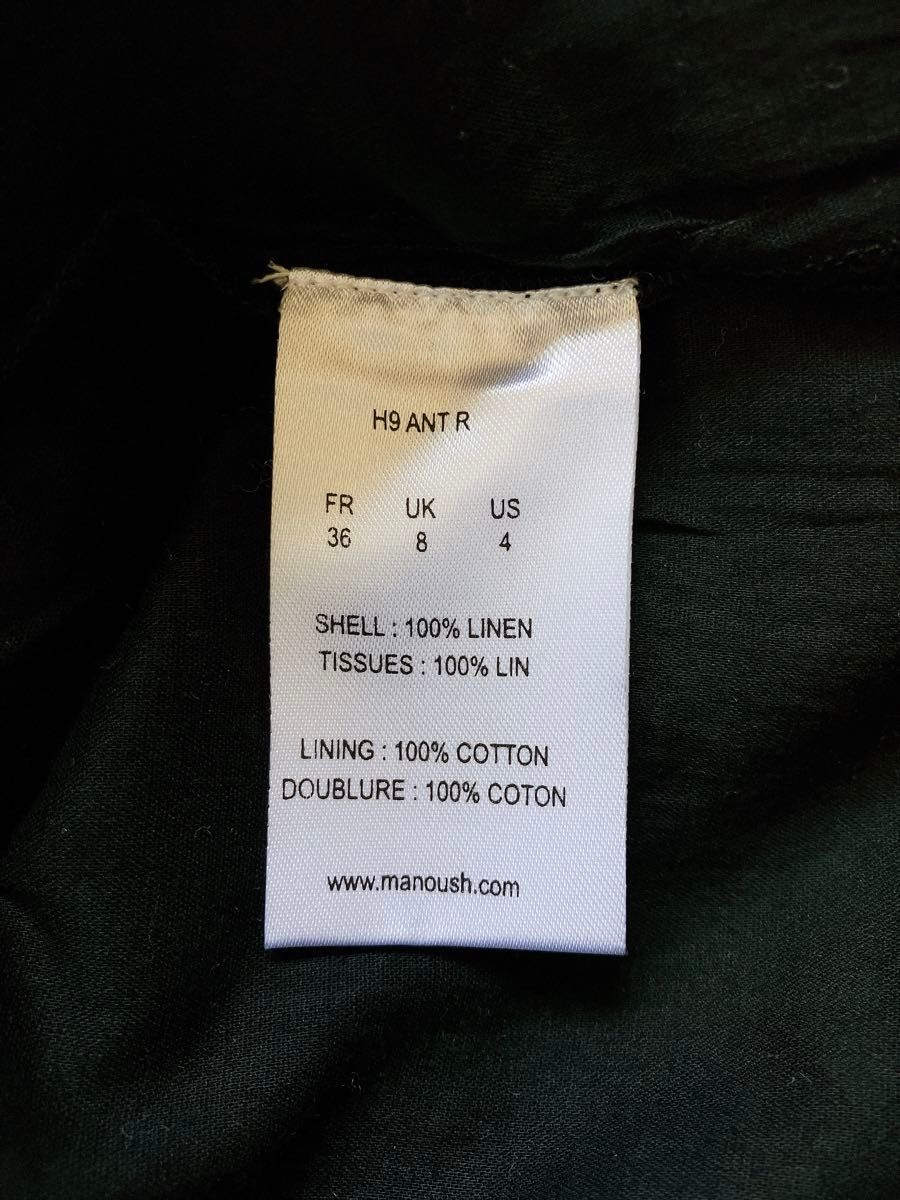 H9 ANT R
FR UK US
36 8 4
SHELL : 100% LINEN
TISSUES : 100% LIN
LINING : 100% COTTON
DOUBLURE : 100% COTON
www.manoush.com